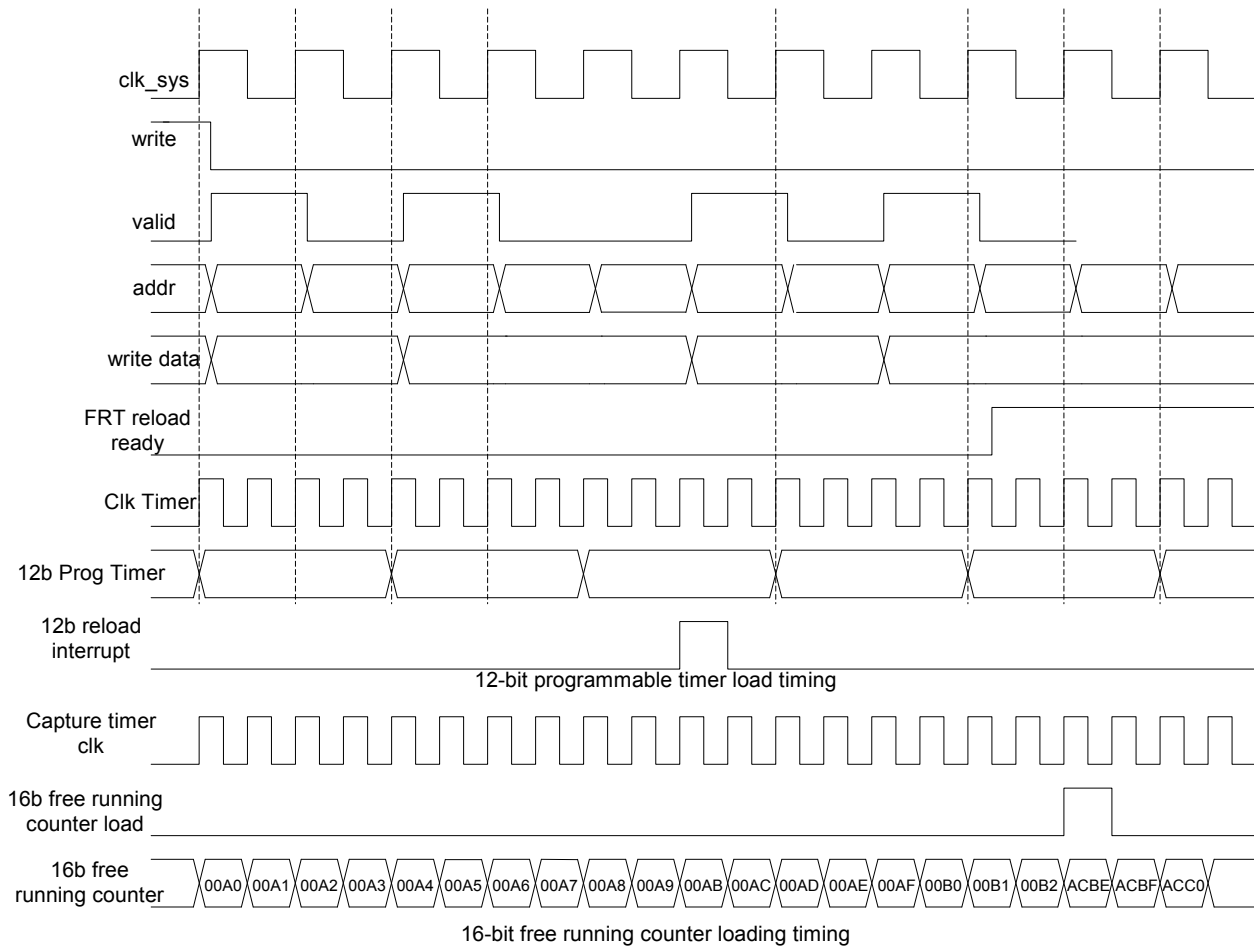 clk_sys
write
valid
addr
write data
FRT reload
ready
Clk Timer
12b Prog Timer
12b reload
interrupt
12-bit programmable timer load timing
Capture timer
clk
16b free running
counter load
16b free
running counter
00A0 00A1 00A2 00A3 00A4 00A5 00A6 00A7 00A8 00A9 00AB 00AC 00AD 00AE 00AF 00B0 00B1 00B2 ACBE ACBF ACC0
16-bit free running counter loading timing